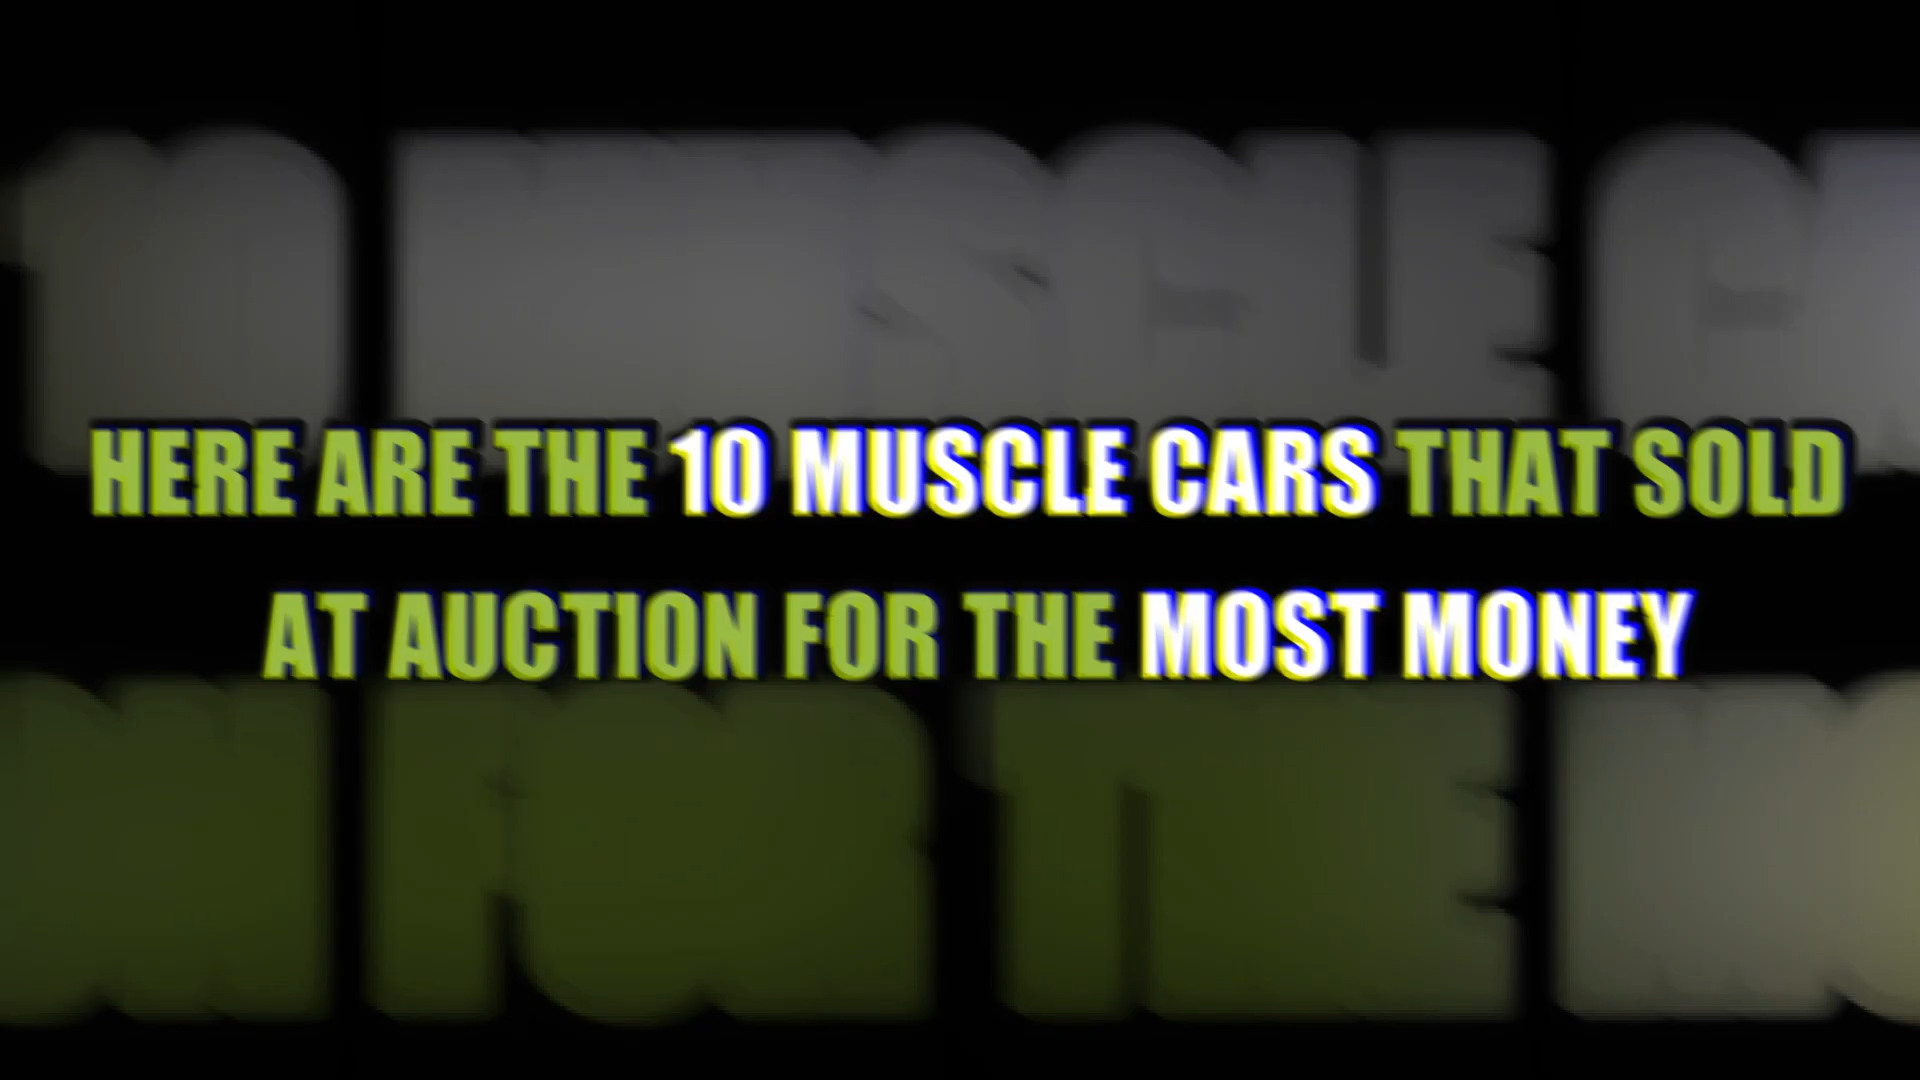 HERE ARE THE 10 MUSCLE CARS THAT SOLD
AT AUCTION FOR THE MOST MONEY